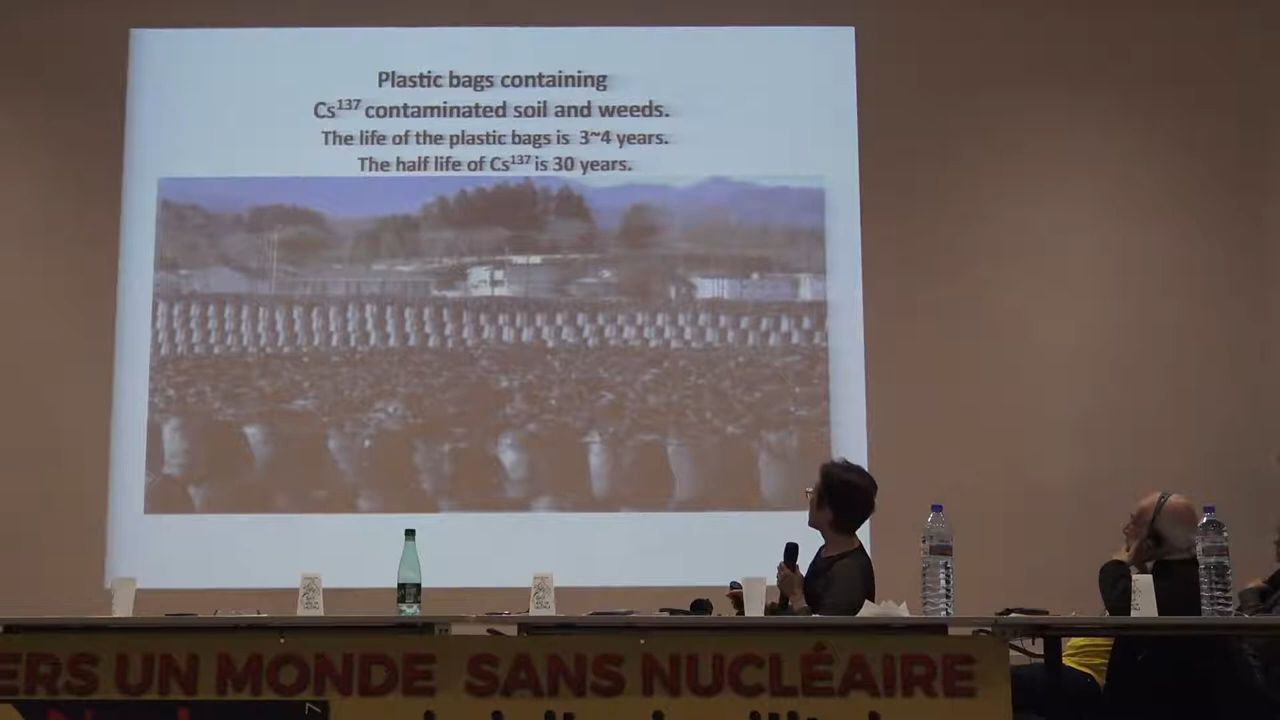 Plastic bags containing
Cs¹³⁷ contaminated soil and weeds.
The life of the plastic bags is 3~4 years.
The half life of Cs¹³⁷ is 30 years.
ERS UN MONDE SANS NUCLÉAIRE